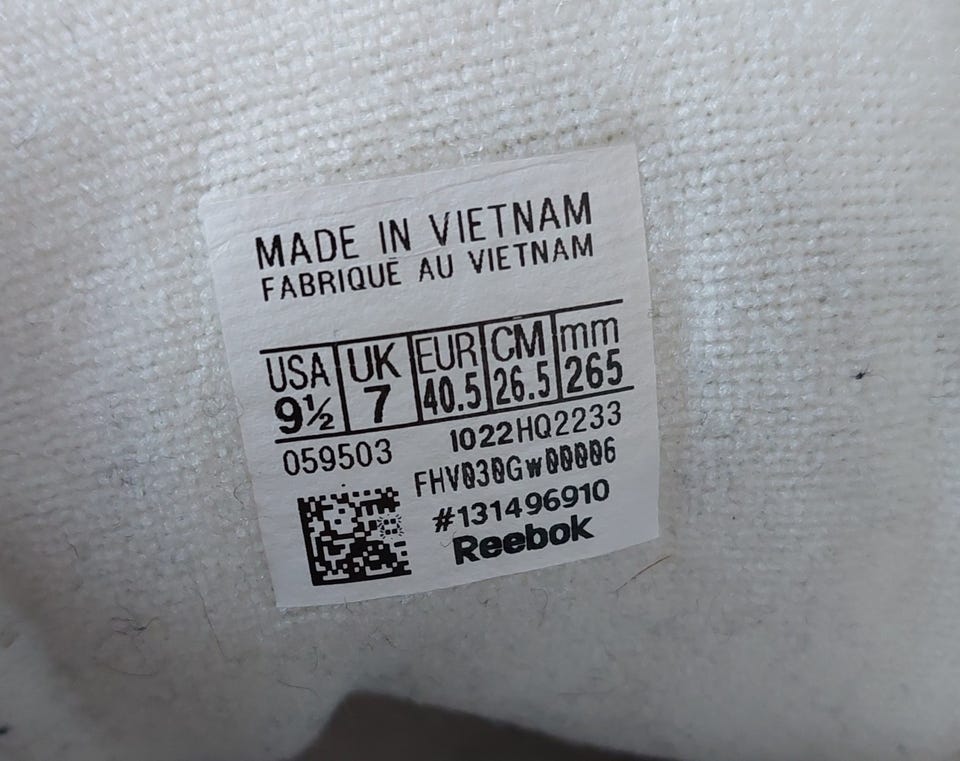 MADE IN VIETNAM
FABRIQUE AU VIETNAM
USA UK EUR CM mm
9½ 7 40.5 26.5 265
059503 1022HQ2233
FHV030GW00006
#131496910
Reebok